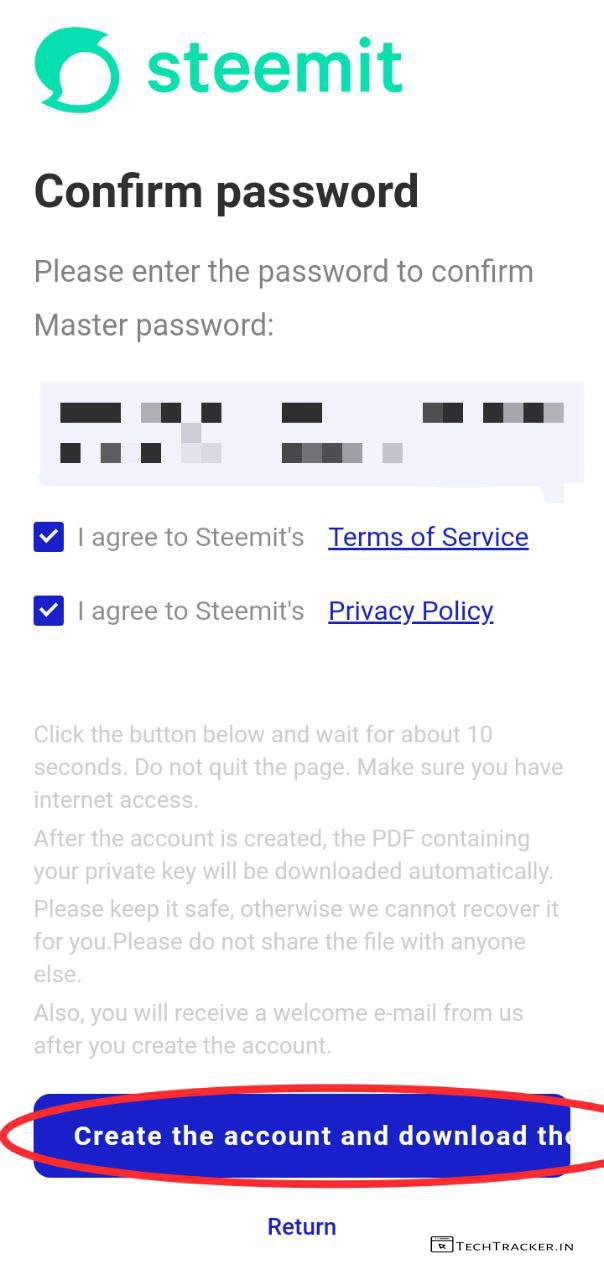 steemit
Confirm password
Please enter the password to confirm
Master password:
I agree to Steemit's Terms of Service
I agree to Steemit's Privacy Policy
Click the button below and wait for about 10
seconds. Do not quit the page. Make sure you have
internet access.
After the account is created, the PDF containing
your private key will be downloaded automatically.
Please keep it safe, otherwise we cannot recover it
for you.Please do not share the file with anyone
else.
Also, you will receive a welcome e-mail from us
after you create the account.
Create the account and download the
Return
TECHTRACKER.IN